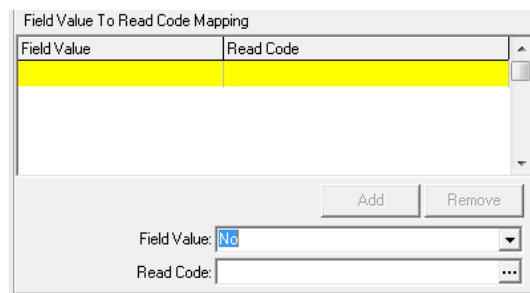 Field Value To Read Code Mapping
Field Value Read Code
Add Remove
Field Value: No
Read Code: ...